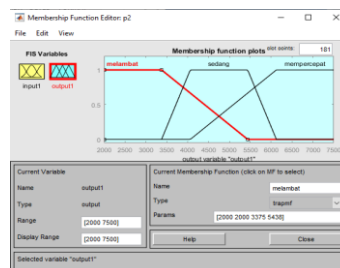 Membership Function Editor: p2
File Edit View
FIS Variables
Membership function plots
plot points:
181
input1
output1
melambat
sedang
mempercepat
1
0.5
0
2000 2500 3000 3500 4000 4500 5000 5500 6000 6500 7000 7500
output variable "output1"
Current Variable
Name output1
Type output
Range [2000 7500]
Display Range [2000 7500]
Current Membership Function (click on MF to select)
Name melambat
Type trapmf
Params [2000 2000 3375 5438]
Help Close
Selected variable "output1"